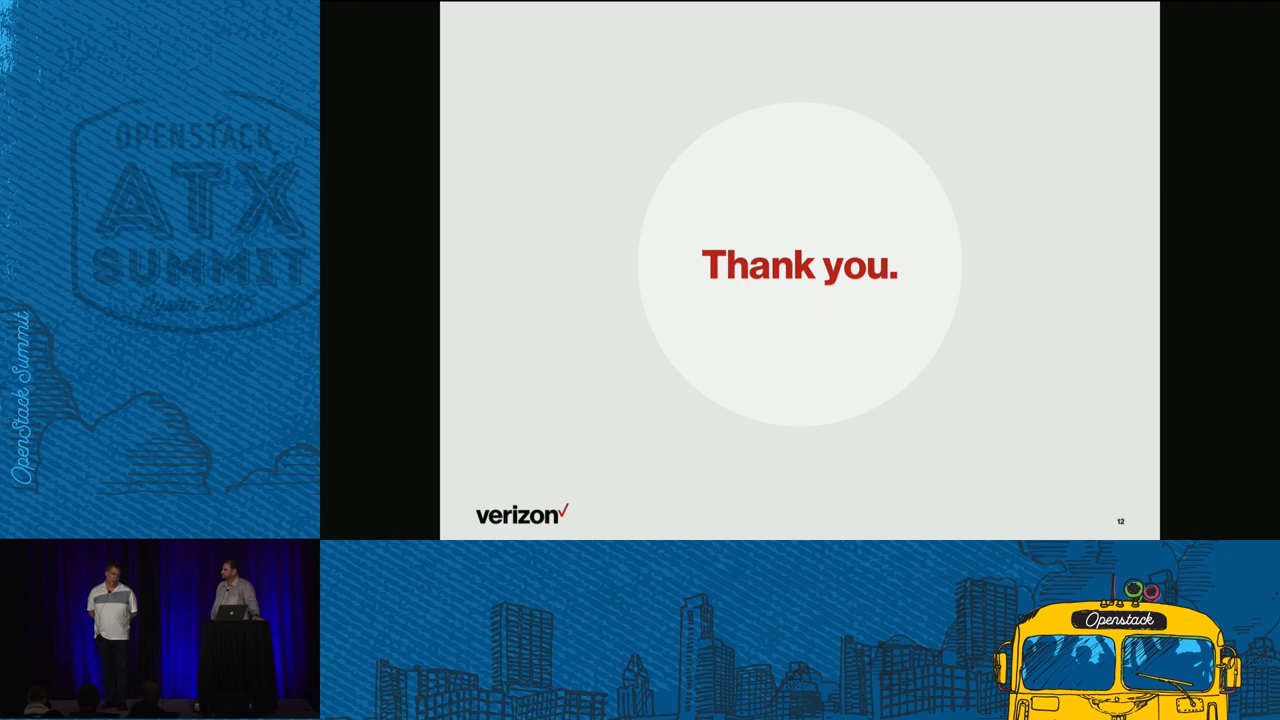 OPENSTACK
ATX
SUMMIT
Austin 2016
OpenStack Summit
Thank you.
verizon
12
Openstack